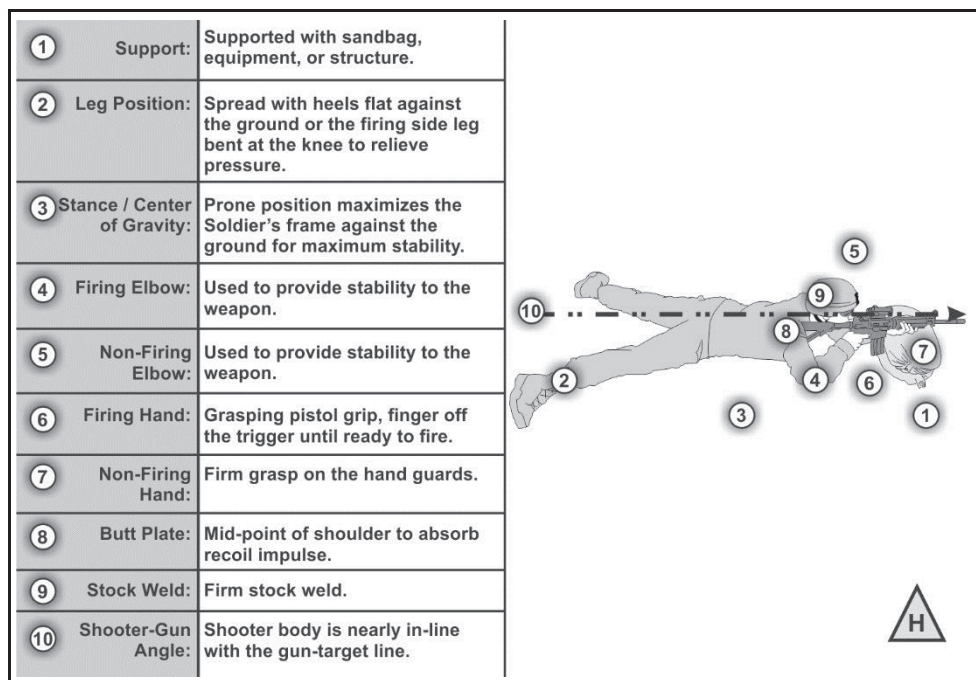 1 Support: Supported with sandbag,
equipment, or structure.
2 Leg Position: Spread with heels flat against
the ground or the firing side leg
bent at the knee to relieve
pressure.
3 Stance / Center
of Gravity: Prone position maximizes the
Soldier’s frame against the
ground for maximum stability.
4 Firing Elbow: Used to provide stability to the
weapon.
5 Non-Firing
Elbow: Used to provide stability to the
weapon.
6 Firing Hand: Grasping pistol grip, finger off
the trigger until ready to fire.
7 Non-Firing
Hand: Firm grasp on the hand guards.
8 Butt Plate: Mid-point of shoulder to absorb
recoil impulse.
9 Stock Weld: Firm stock weld.
10 Shooter-Gun
Angle: Shooter body is nearly in-line
with the gun-target line.
5
9
10
8
7
2
4
6
3
1
H